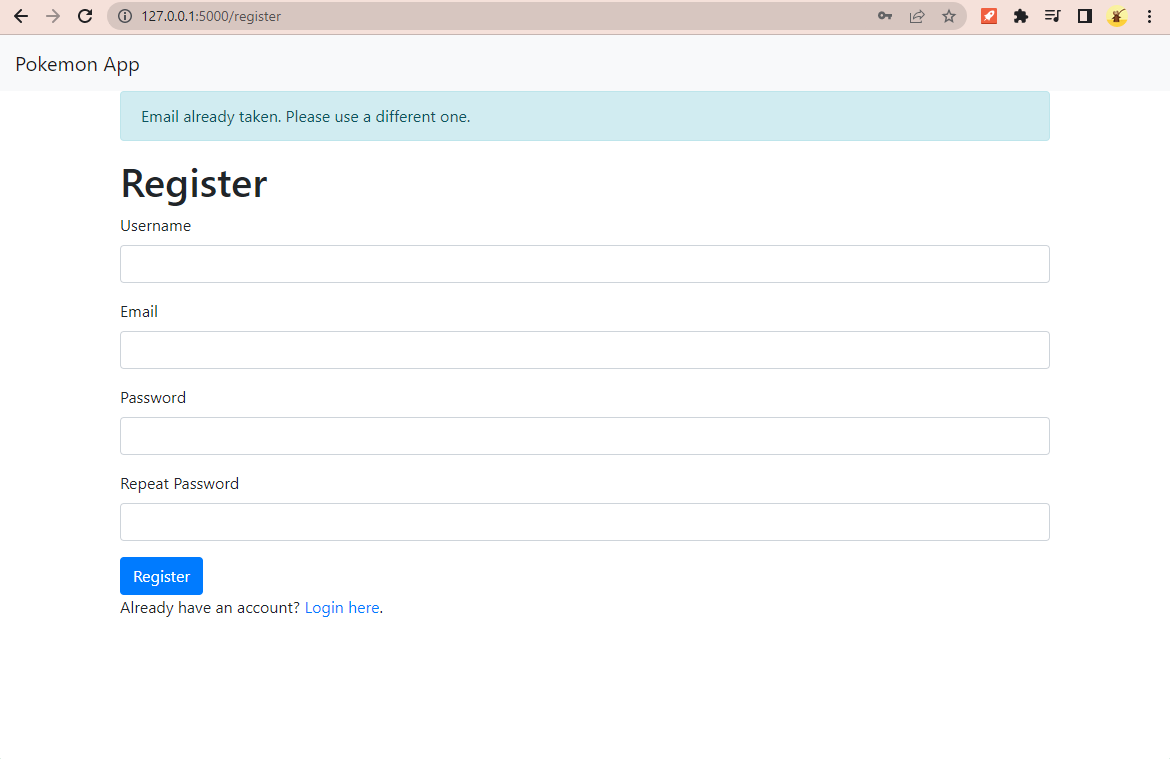 127.0.0.1:5000/register
Pokemon App
Email already taken. Please use a different one.
Register
Username
Email
Password
Repeat Password
Register
Already have an account? Login here.